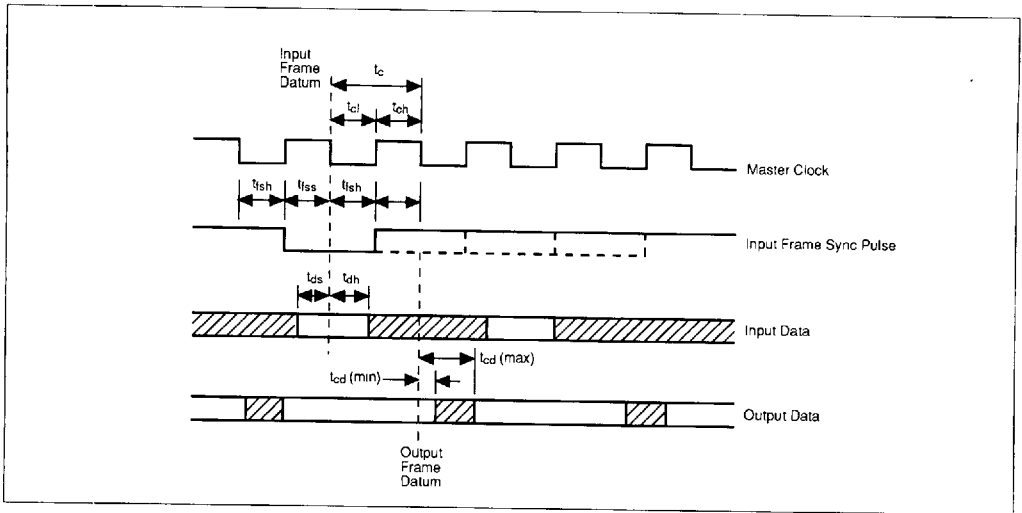 Input
Frame
Datum
tc
tcl
tch
Master Clock
tfsh
tfss
tfsh
Input Frame Sync Pulse
tds
tdh
Input Data
tcd (max)
tcd (min)
Output Data
Output
Frame
Datum